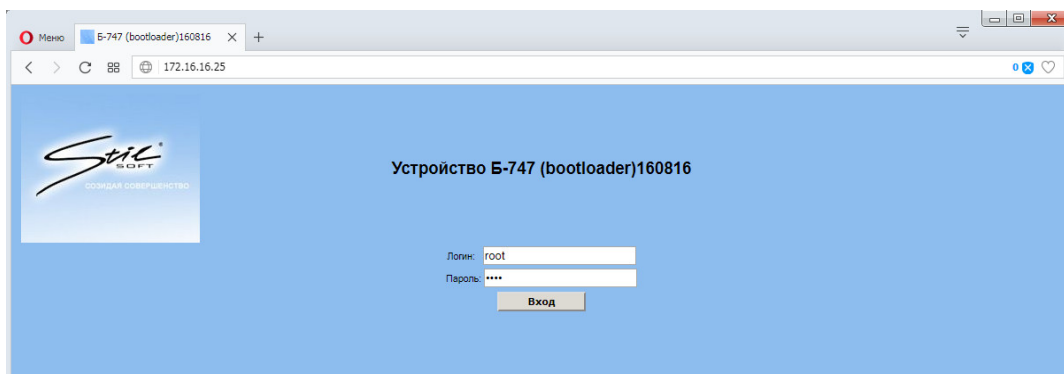 Меню
Б-747 (bootloader)160816
172.16.16.25
0
Stil
SOFT
СОЗИДАЯ СОВЕРШЕНСТВО
Устройство Б-747 (bootloader)160816
Логин: root
Пароль: ••••
Вход